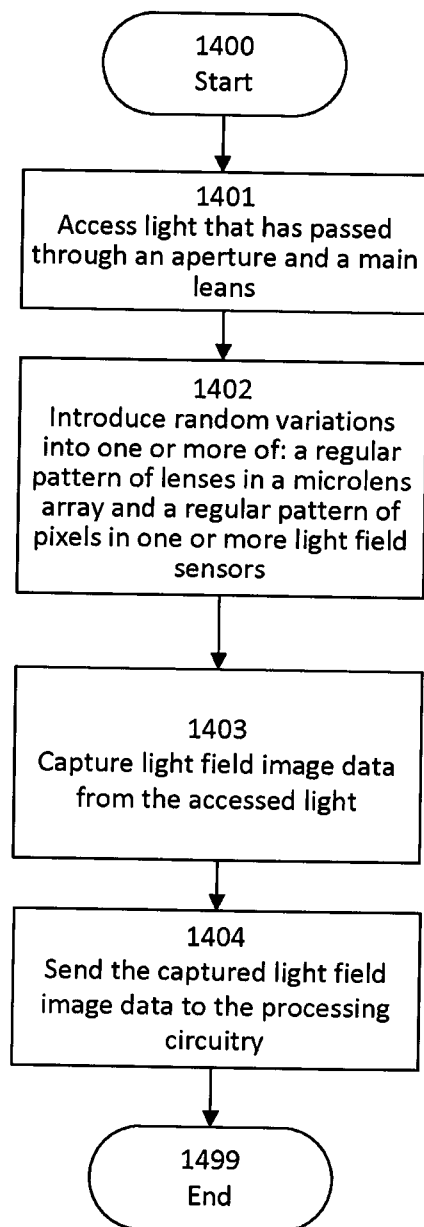 1400
Start
1401
Access light that has passed
through an aperture and a main
leans
1402
Introduce random variations
into one or more of: a regular
pattern of lenses in a microlens
array and a regular pattern of
pixels in one or more light field
sensors
1403
Capture light field image data
from the accessed light
1404
Send the captured light field
image data to the processing
circuitry
1499
End